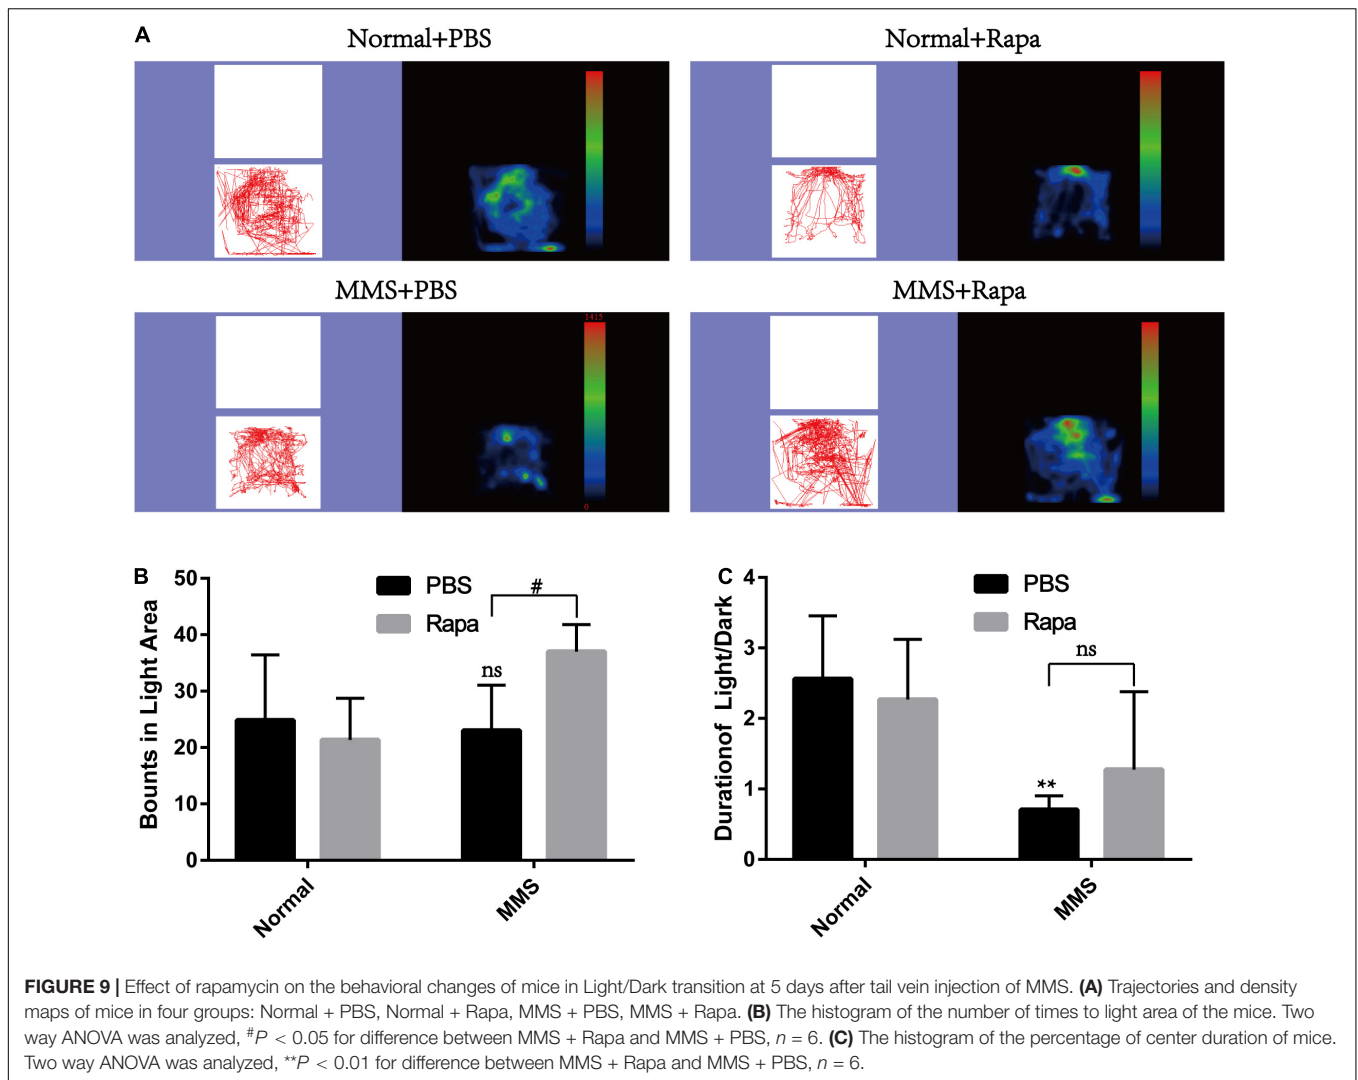 A
Normal+PBS
Normal+Rapa
MMS+PBS
MMS+Rapa
1415
0
B
Bounts in Light Area
50
40
30
20
10
0
PBS
Rapa
#
ns
Normal
MMS
C
Durationof Light/Dark
4
3
2
1
0
PBS
Rapa
ns
**
Normal
MMS
FIGURE 9 | Effect of rapamycin on the behavioral changes of mice in Light/Dark transition at 5 days after tail vein injection of MMS. (A) Trajectories and density
maps of mice in four groups: Normal + PBS, Normal + Rapa, MMS + PBS, MMS + Rapa. (B) The histogram of the number of times to light area of the mice. Two
way ANOVA was analyzed, #P < 0.05 for difference between MMS + Rapa and MMS + PBS, n = 6. (C) The histogram of the percentage of center duration of mice.
Two way ANOVA was analyzed, **P < 0.01 for difference between MMS + Rapa and MMS + PBS, n = 6.